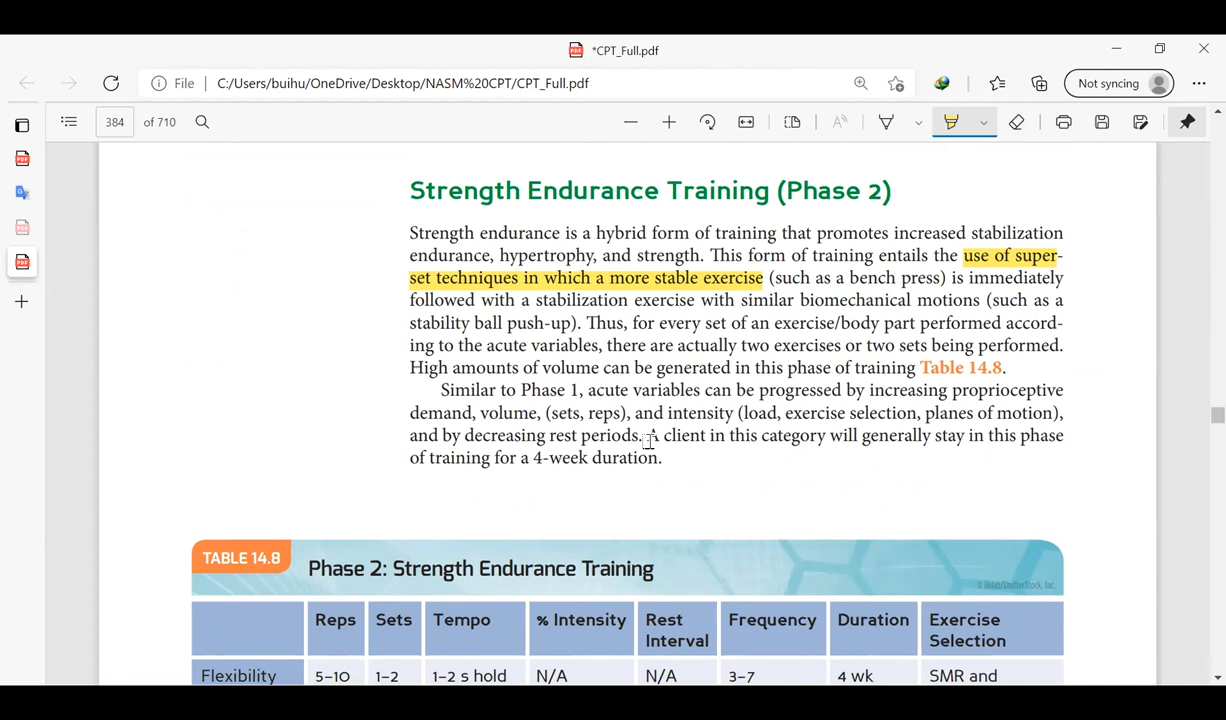 *CPT_Full.pdf
File
C:/Users/buihu/OneDrive/Desktop/NASM%20CPT/CPT_Full.pdf
Not syncing
384 of 710
Strength Endurance Training (Phase 2)
Strength endurance is a hybrid form of training that promotes increased stabilization
endurance, hypertrophy, and strength. This form of training entails the use of super-
set techniques in which a more stable exercise (such as a bench press) is immediately
followed with a stabilization exercise with similar biomechanical motions (such as a
stability ball push-up). Thus, for every set of an exercise/body part performed accord-
ing to the acute variables, there are actually two exercises or two sets being performed.
High amounts of volume can be generated in this phase of training Table 14.8.
Similar to Phase 1, acute variables can be progressed by increasing proprioceptive
demand, volume, (sets, reps), and intensity (load, exercise selection, planes of motion),
and by decreasing rest periods. A client in this category will generally stay in this phase
of training for a 4-week duration.
TABLE 14.8
Phase 2: Strength Endurance Training
Reps Sets Tempo % Intensity Rest Interval Frequency Duration Exercise Selection
Flexibility 5–10 1–2 1–2 s hold N/A N/A 3–7 4 wk SMR and